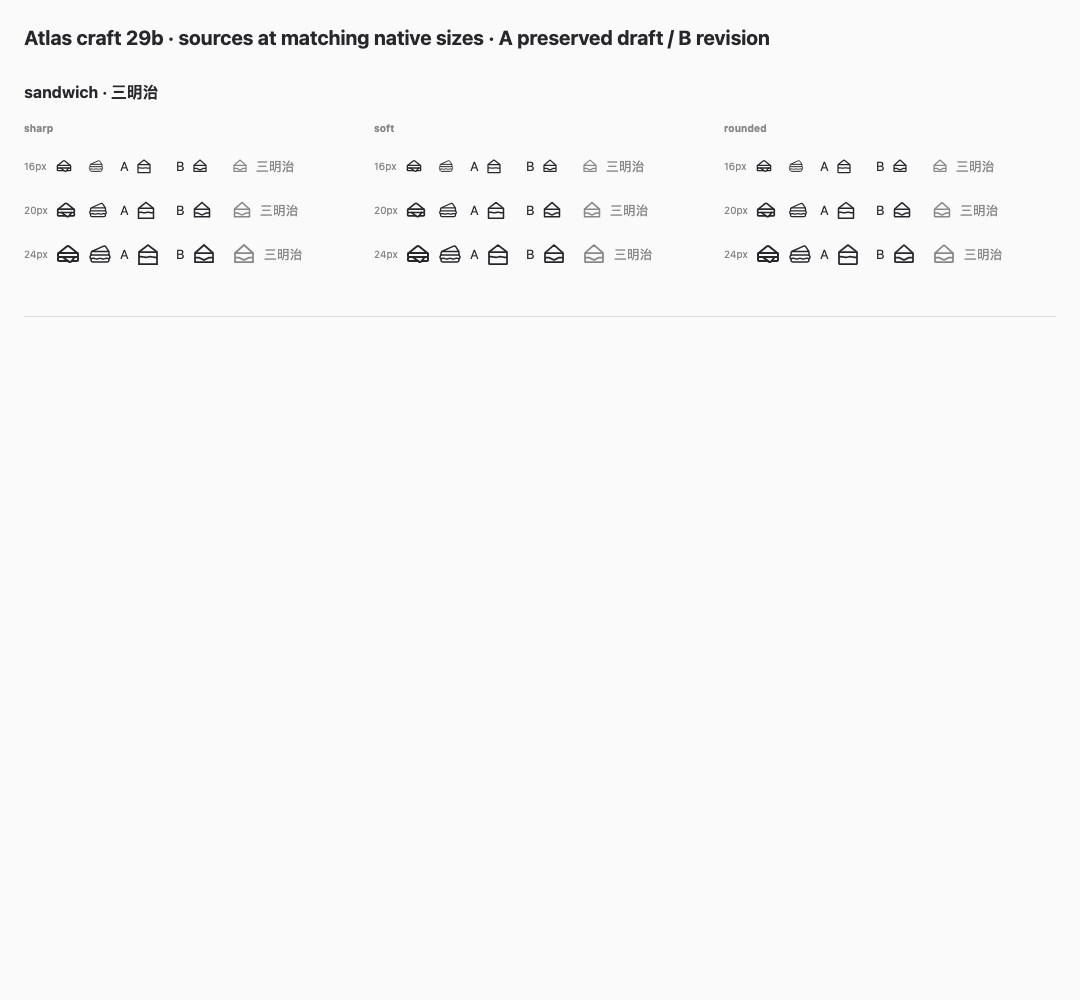 Atlas craft 29b · sources at matching native sizes · A preserved draft / B revision
sandwich · 三明治
sharp soft rounded
16px A B 三明治 16px A B 三明治 16px A B 三明治
20px A B 三明治 20px A B 三明治 20px A B 三明治
24px A B 三明治 24px A B 三明治 24px A B 三明治